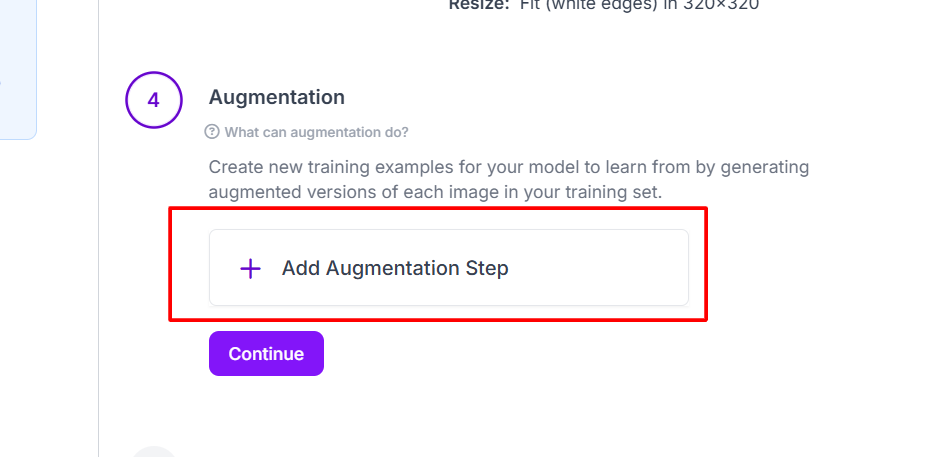 Resize: Fit (white edges) in 320×320
4
Augmentation
What can augmentation do?
Create new training examples for your model to learn from by generating
augmented versions of each image in your training set.
Add Augmentation Step
Continue